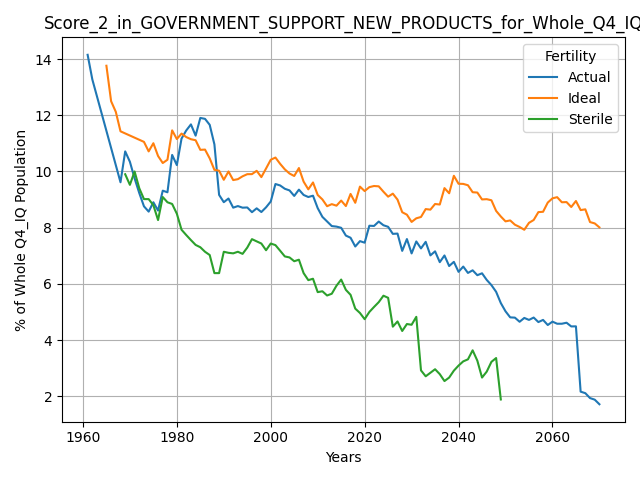 Score_2_in_GOVERNMENT_SUPPORT_NEW_PRODUCTS_for_Whole_Q4_IQ
Fertility
Actual
Ideal
Sterile
% of Whole Q4_IQ Population
14
12
10
8
6
4
2
1960
1980
2000
2020
2040
2060
Years